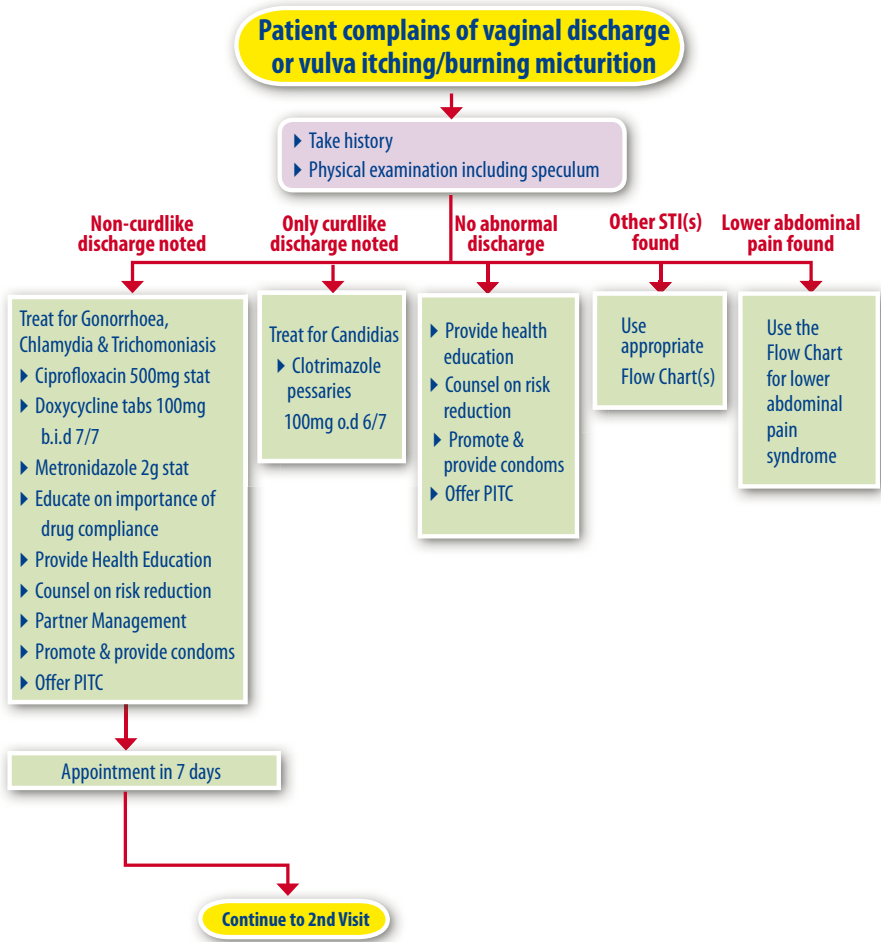 Patient complains of vaginal discharge
or vulva itching/burning micturition
▶ Take history
▶ Physical examination including speculum
Non-curdlike
discharge noted
Only curdlike
discharge noted
No abnormal
discharge
Other STI(s)
found
Lower abdominal
pain found
Treat for Gonorrhoea,
Chlamydia & Trichomoniasis
▶ Ciprofloxacin 500mg stat
▶ Doxycycline tabs 100mg
b.i.d 7/7
▶ Metronidazole 2g stat
▶ Educate on importance of
drug compliance
▶ Provide Health Education
▶ Counsel on risk reduction
▶ Partner Management
▶ Promote & provide condoms
▶ Offer PITC
Treat for Candidias
▶ Clotrimazole
pessaries
100mg o.d 6/7
▶ Provide health
education
▶ Counsel on risk
reduction
▶ Promote &
provide condoms
▶ Offer PITC
Use
appropriate
Flow Chart(s)
Use the
Flow Chart
for lower
abdominal
pain
syndrome
Appointment in 7 days
Continue to 2nd Visit